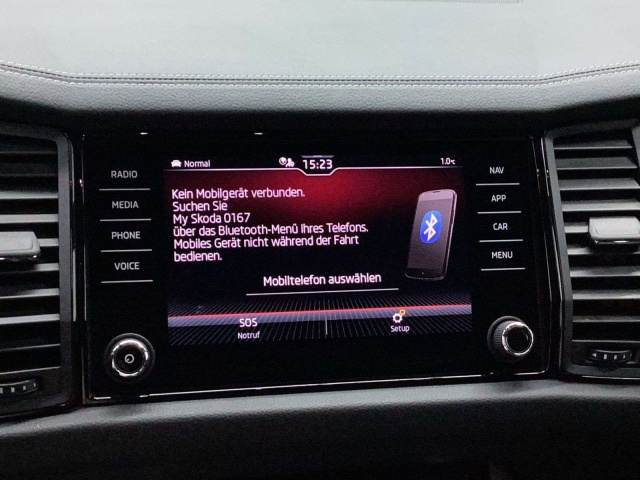 Normal
15:23
1.0°C
RADIO
MEDIA
PHONE
VOICE
Kein Mobilgerät verbunden.
Suchen Sie
My Skoda 0167
über das Bluetooth-Menü Ihres Telefons.
Mobiles Gerät nicht während der Fahrt
bedienen.
Mobiltelefon auswählen
SOS
Notruf
Setup
NAV
APP
CAR
MENU